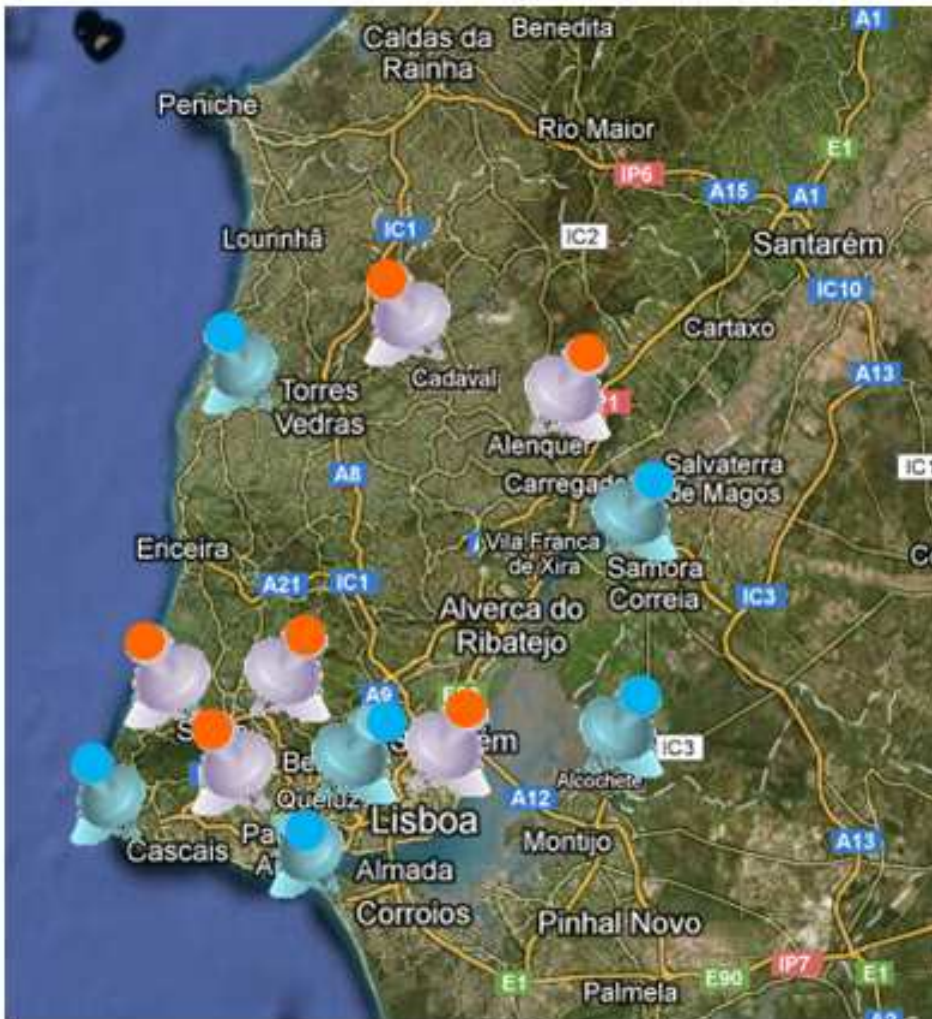 A1
Benedita
Caldas da
Rainha
Peniche
Rio Maior
E1
IP6
A15
A1
Lourinhã
IC1
IC2
Santarém
IC10
Cartaxo
A13
Cadaval
Torres
Vedras
Alenquer
A8
Salvaterra
de Magos
Vila Franca
de Xira
Ericeira
Samora
Correia
A21
IC1
IC3
Alverca do
Ribatejo
A9
IC3
Alcochete
Queluz
A12
Lisboa
Cascais
Montijo
A13
Almada
Corroios
Pinhal Novo
IP7
E1
E90
E1
Palmela